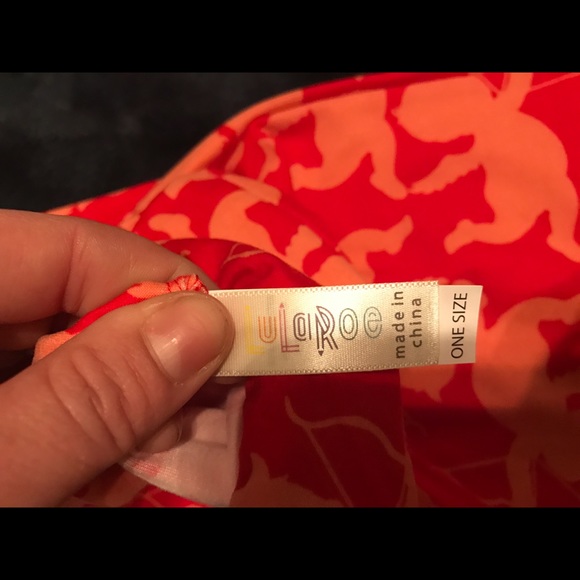 LuLaRoe
made in
china
ONE SIZE